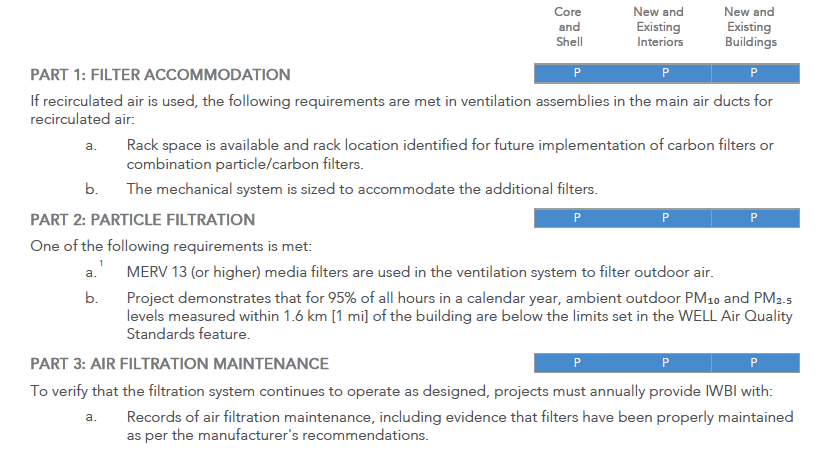 Core and Shell
New and Existing Interiors
New and Existing Buildings
PART 1: FILTER ACCOMMODATION P P P
If recirculated air is used, the following requirements are met in ventilation assemblies in the main air ducts for
recirculated air:
a. Rack space is available and rack location identified for future implementation of carbon filters or
combination particle/carbon filters.
b. The mechanical system is sized to accommodate the additional filters.
PART 2: PARTICLE FILTRATION P P P
One of the following requirements is met:
a.¹ MERV 13 (or higher) media filters are used in the ventilation system to filter outdoor air.
b. Project demonstrates that for 95% of all hours in a calendar year, ambient outdoor PM₁₀ and PM₂.₅
levels measured within 1.6 km [1 mi] of the building are below the limits set in the WELL Air Quality
Standards feature.
PART 3: AIR FILTRATION MAINTENANCE P P P
To verify that the filtration system continues to operate as designed, projects must annually provide IWBI with:
a. Records of air filtration maintenance, including evidence that filters have been properly maintained
as per the manufacturer's recommendations.